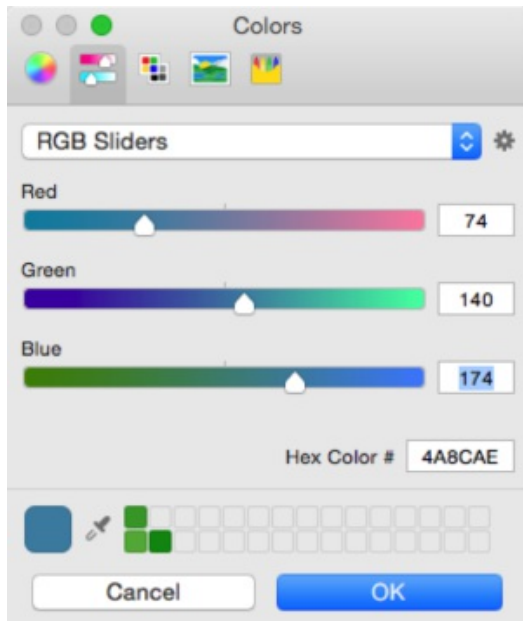 Colors
RGB Sliders
Red
74
Green
140
Blue
174
Hex Color # 4A8CAE
Cancel OK